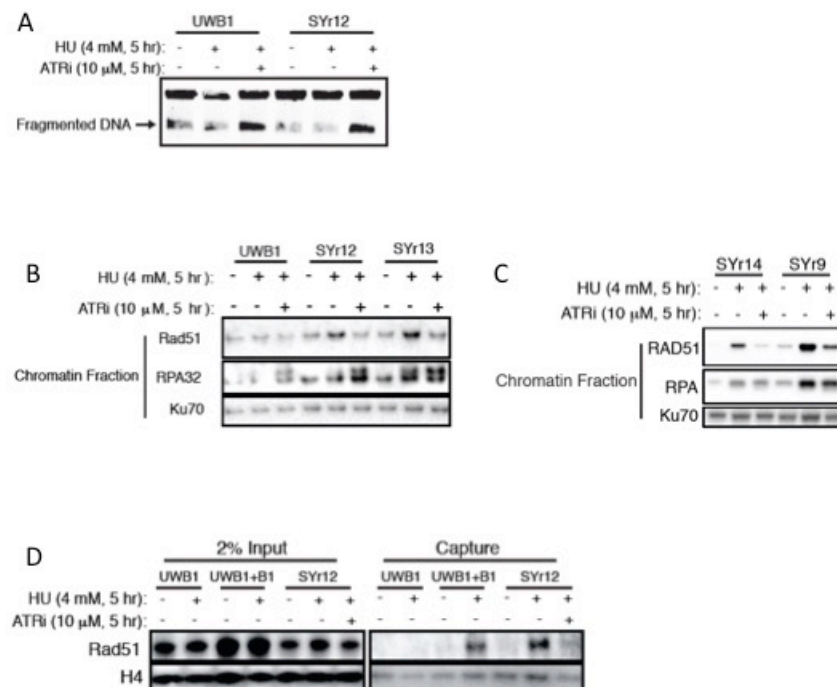 A
UWB1 SYr12
HU (4 mM, 5 hr): - + + - + +
ATRi (10 μM, 5 hr) - - + - - +
Fragmented DNA →
B
UWB1 SYr12 SYr13
HU (4 mM, 5 hr): - + + - + + - + +
ATRi (10 μM, 5 hr): - - + - - + - - +
Rad51
Chromatin Fraction
RPA32
Ku70
C
SYr14 SYr9
HU (4 mM, 5 hr): - + + - + +
ATRi (10 μM, 5 hr): - - + - - +
RAD51
Chromatin Fraction
RPA
Ku70
D
2% Input Capture
UWB1 UWB1+B1 SYr12 UWB1 UWB1+B1 SYr12
HU (4 mM, 5 hr): - + - + - + + - + - + - + +
ATRi (10 μM, 5 hr): - - - - - - + - - - - - - +
Rad51
H4